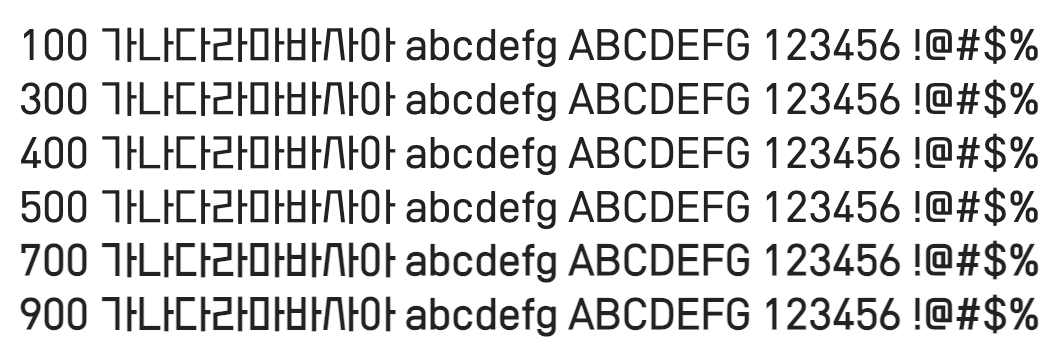 100 가나다라마바사아 abcdefg ABCDEFG 123456 !@#$%
300 가나다라마바사아 abcdefg ABCDEFG 123456 !@#$%
400 가나다라마바사아 abcdefg ABCDEFG 123456 !@#$%
500 가나다라마바사아 abcdefg ABCDEFG 123456 !@#$%
700 가나다라마바사아 abcdefg ABCDEFG 123456 !@#$%
900 가나다라마바사아 abcdefg ABCDEFG 123456 !@#$%